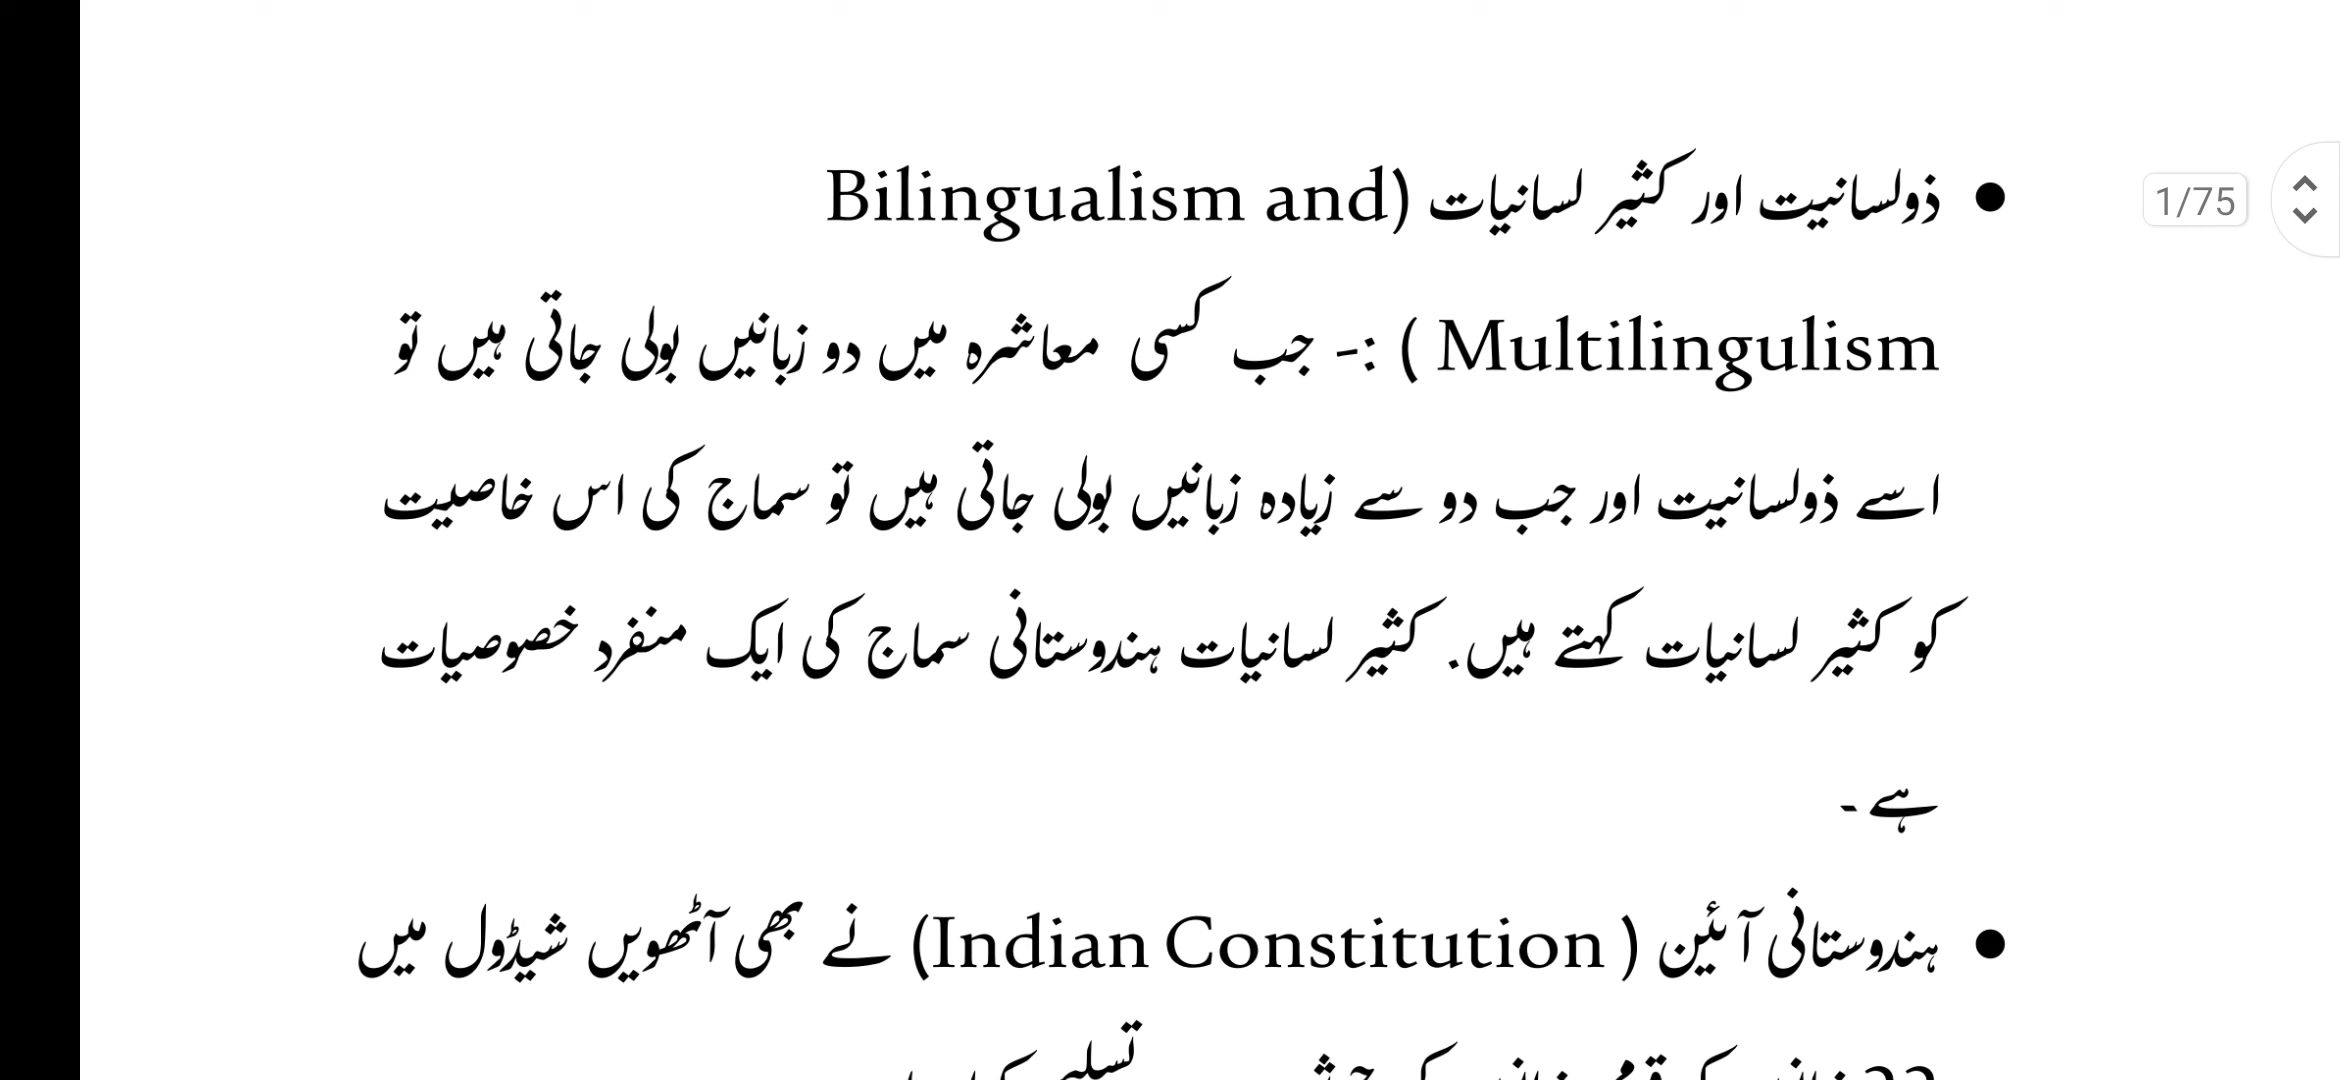 ذولسانیت اور کثیر لسانیات (Bilingualism and
Multilingulism ) :- جب کسی معاشرہ میں دو زبانیں بولی جاتی ہیں تو
اسے ذولسانیت اور جب دو سے زیادہ زبانیں بولی جاتی ہیں تو سماج کی اس خاصیت
کو کثیر لسانیات کہتے ہیں. کثیر لسانیات ہندوستانی سماج کی ایک منفرد خصوصیات
ہے ۔
ہندوستانی آئین ( Indian Constitution) نے بھی آٹھویں شیڈول میں
1/75